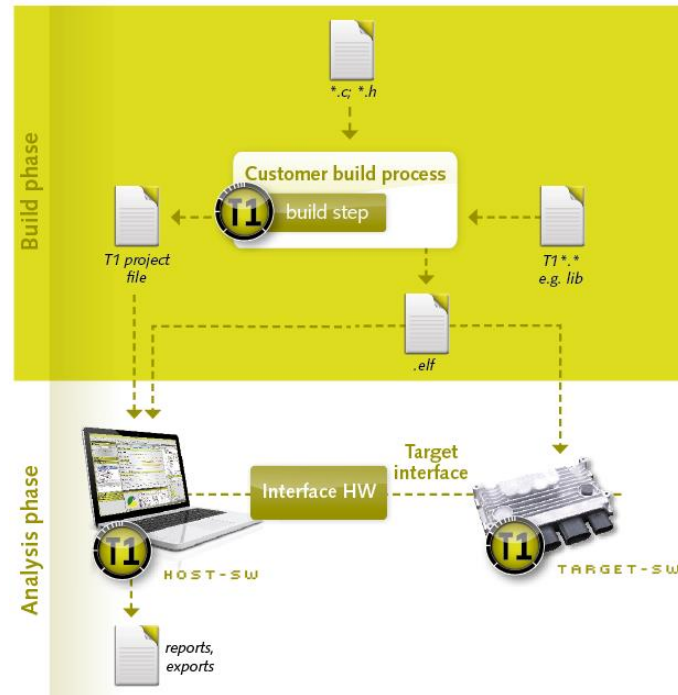 *.c; *.h
Build phase
Customer build process
T1
build step
T1 project
file
T1 *.*
e.g. lib
.elf
Analysis phase
Target
interface
Interface HW
T1
HOST-SW
T1
TARGET-SW
reports,
exports